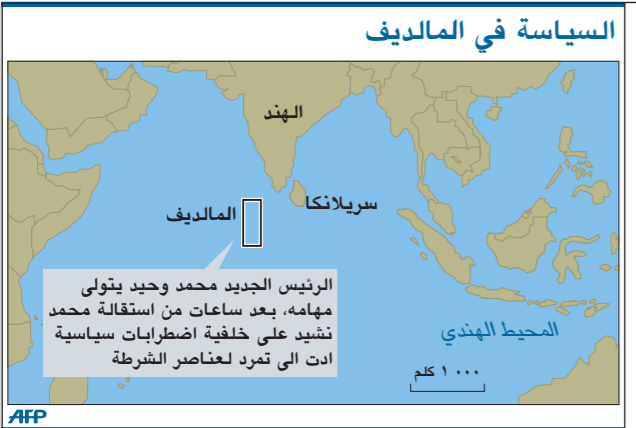 السياسة في المالديف
الهند
سريلانكا
المالديف
الرئيس الجديد محمد وحيد يتولى
مهامه، بعد ساعات من استقالة محمد
نشيد على خلفية اضطرابات سياسية
ادت الى تمرد لعناصر الشرطة
المحيط الهندي
١٠٠٠ كلم
AFP